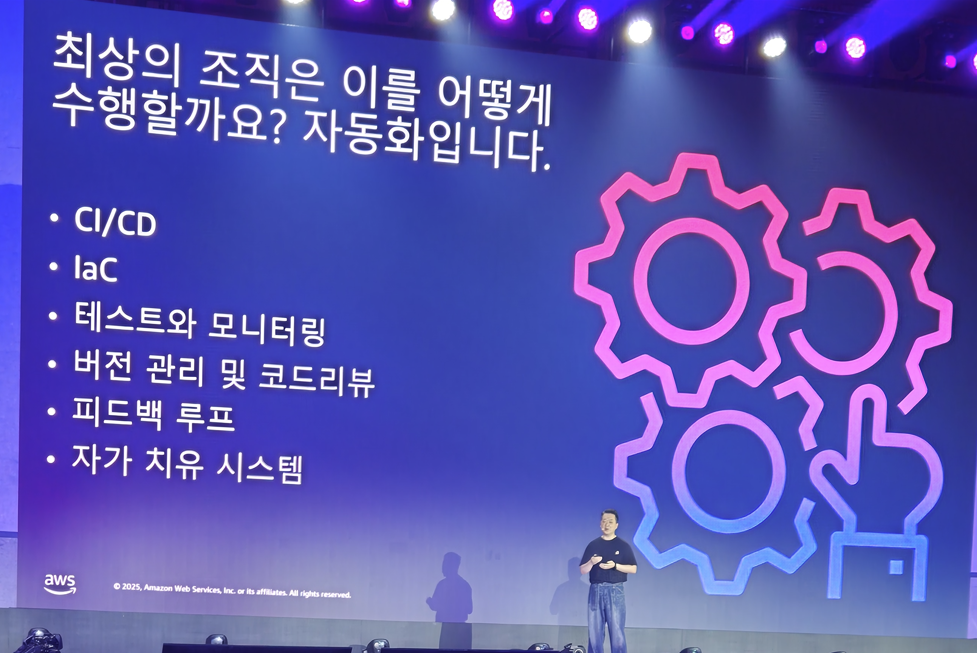 최상의 조직은 이를 어떻게
수행할까요? 자동화입니다.
• CI/CD
• IaC
• 테스트와 모니터링
• 버전 관리 및 코드리뷰
• 피드백 루프
• 자가 치유 시스템
aws
© 2025, Amazon Web Services, Inc. or its affiliates. All rights reserved.